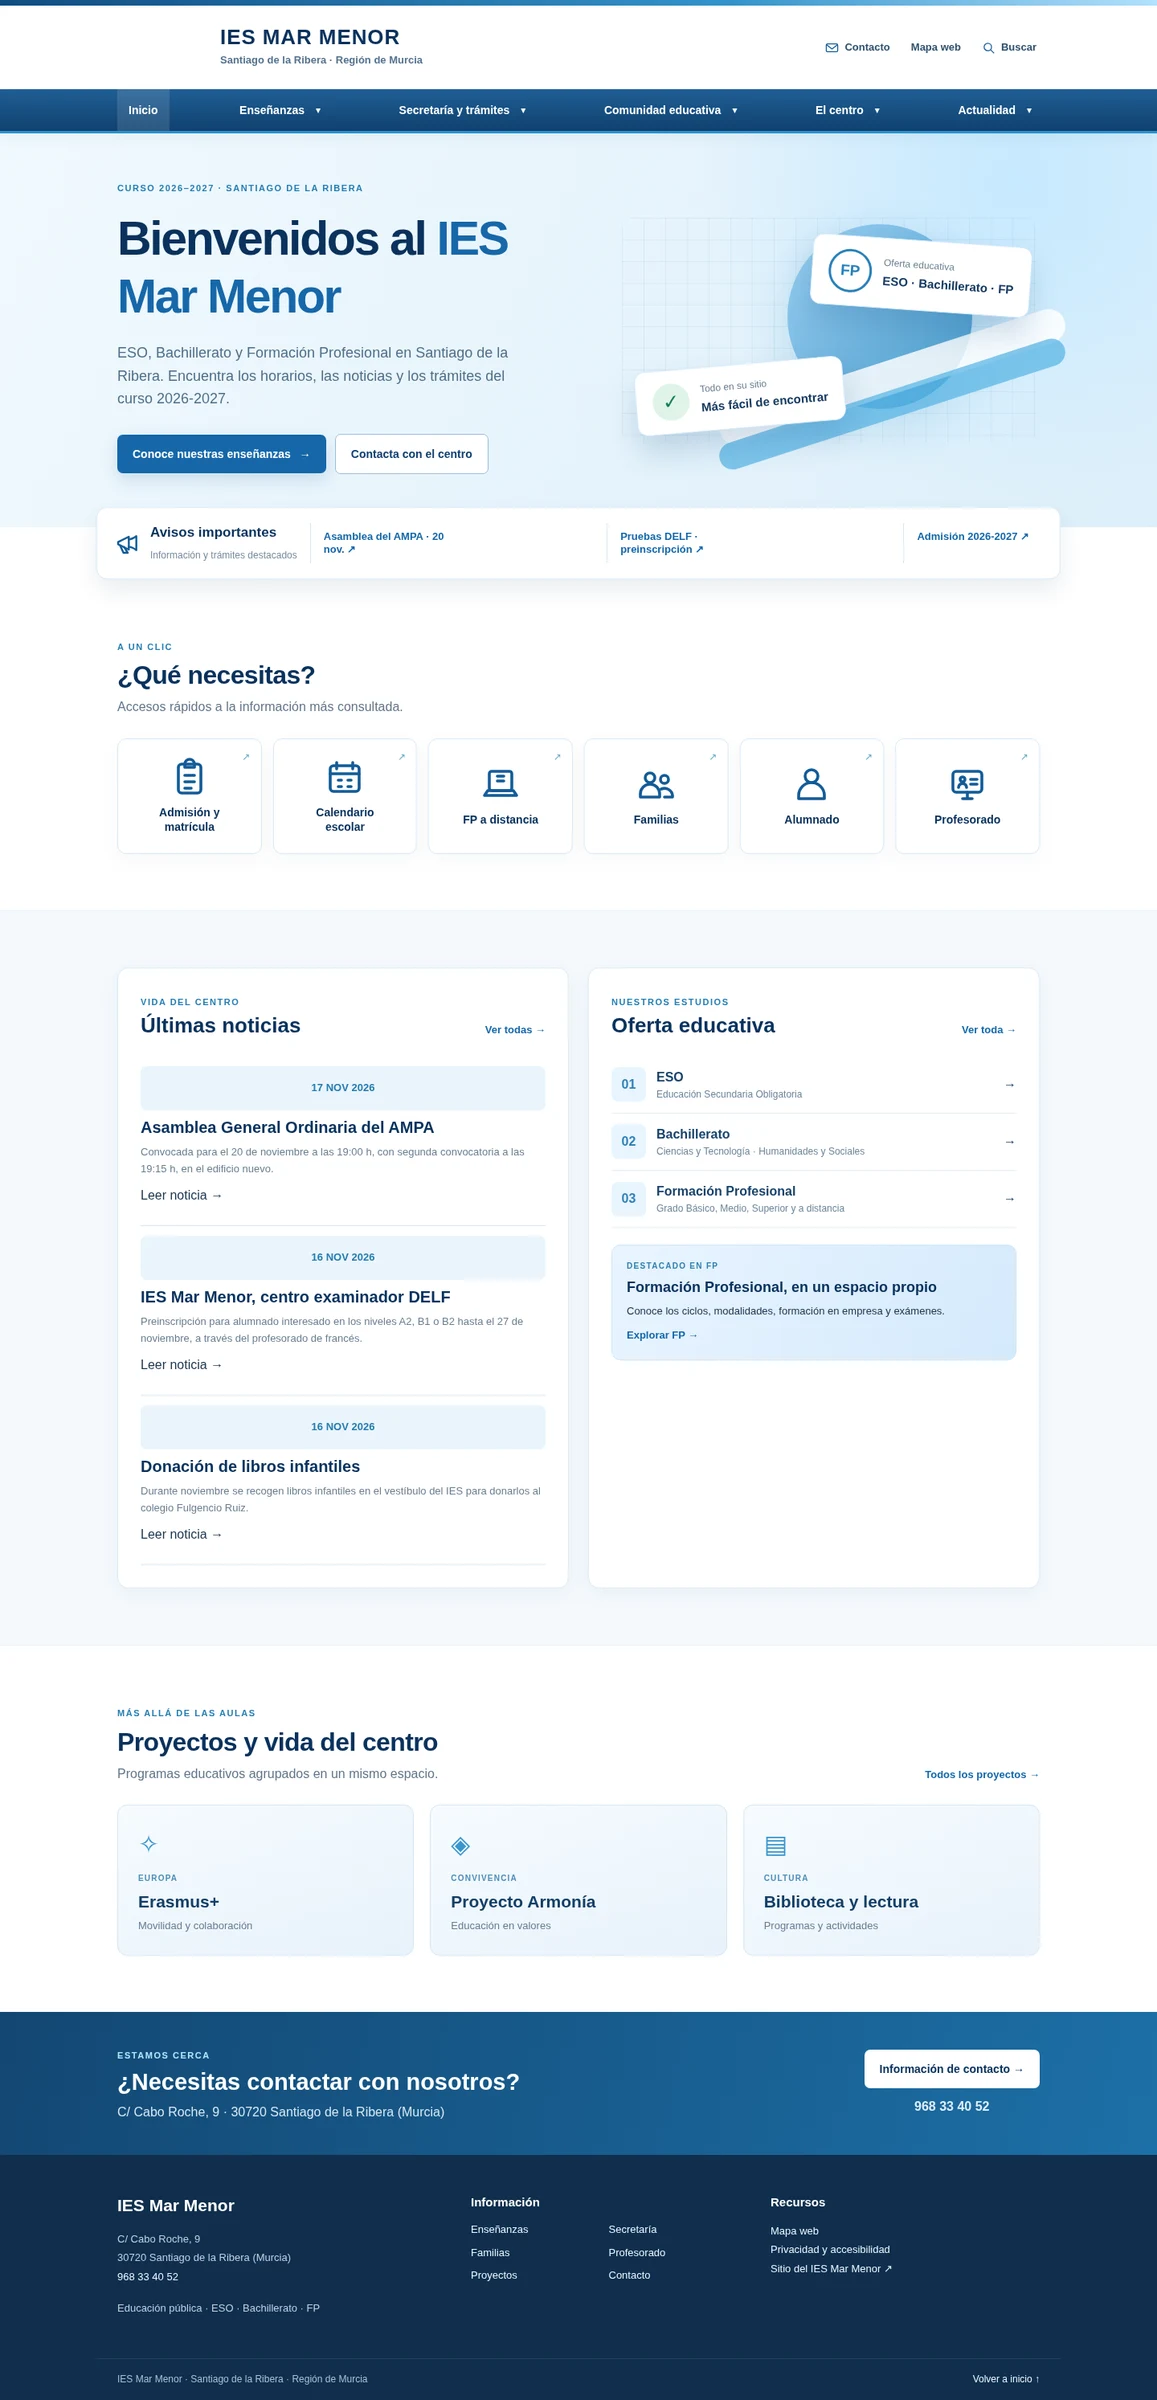 IES MAR MENOR
Santiago de la Ribera · Región de Murcia
Contacto
Mapa web
Buscar
Inicio
Enseñanzas ▼
Secretaría y trámites ▼
Comunidad educativa ▼
El centro ▼
Actualidad ▼
CURSO 2026–2027 · SANTIAGO DE LA RIBERA
Bienvenidos al IES
Mar Menor
ESO, Bachillerato y Formación Profesional en Santiago de la
Ribera. Encuentra los horarios, las noticias y los trámites del
curso 2026-2027.
Conoce nuestras enseñanzas →
Contacta con el centro
FP
Oferta educativa
ESO · Bachillerato · FP
✓
Todo en su sitio
Más fácil de encontrar
Avisos importantes
Información y trámites destacados
Asamblea del AMPA · 20
nov. ↗
Pruebas DELF ·
preinscripción ↗
Admisión 2026-2027 ↗
A UN CLIC
¿Qué necesitas?
Accesos rápidos a la información más consultada.
↗
Admisión y
matrícula
↗
Calendario
escolar
↗
FP a distancia
↗
Familias
↗
Alumnado
↗
Profesorado
VIDA DEL CENTRO
Últimas noticias
Ver todas →
17 NOV 2026
Asamblea General Ordinaria del AMPA
Convocada para el 20 de noviembre a las 19:00 h, con segunda convocatoria a las
19:15 h, en el edificio nuevo.
Leer noticia →
16 NOV 2026
IES Mar Menor, centro examinador DELF
Preinscripción para alumnado interesado en los niveles A2, B1 o B2 hasta el 27 de
noviembre, a través del profesorado de francés.
Leer noticia →
16 NOV 2026
Donación de libros infantiles
Durante noviembre se recogen libros infantiles en el vestíbulo del IES para donarlos al
colegio Fulgencio Ruiz.
Leer noticia →
NUESTROS ESTUDIOS
Oferta educativa
Ver toda →
01
ESO
Educación Secundaria Obligatoria
→
02
Bachillerato
Ciencias y Tecnología · Humanidades y Sociales
→
03
Formación Profesional
Grado Básico, Medio, Superior y a distancia
→
DESTACADO EN FP
Formación Profesional, en un espacio propio
Conoce los ciclos, modalidades, formación en empresa y exámenes.
Explorar FP →
MÁS ALLÁ DE LAS AULAS
Proyectos y vida del centro
Programas educativos agrupados en un mismo espacio.
Todos los proyectos →
✧
EUROPA
Erasmus+
Movilidad y colaboración
◈
CONVIVENCIA
Proyecto Armonía
Educación en valores
▤
CULTURA
Biblioteca y lectura
Programas y actividades
ESTAMOS CERCA
¿Necesitas contactar con nosotros?
C/ Cabo Roche, 9 · 30720 Santiago de la Ribera (Murcia)
Información de contacto →
968 33 40 52
IES Mar Menor
C/ Cabo Roche, 9
30720 Santiago de la Ribera (Murcia)
968 33 40 52
Educación pública · ESO · Bachillerato · FP
Información
Enseñanzas
Secretaría
Familias
Profesorado
Proyectos
Contacto
Recursos
Mapa web
Privacidad y accesibilidad
Sitio del IES Mar Menor ↗
IES Mar Menor · Santiago de la Ribera · Región de Murcia
Volver a inicio ↑